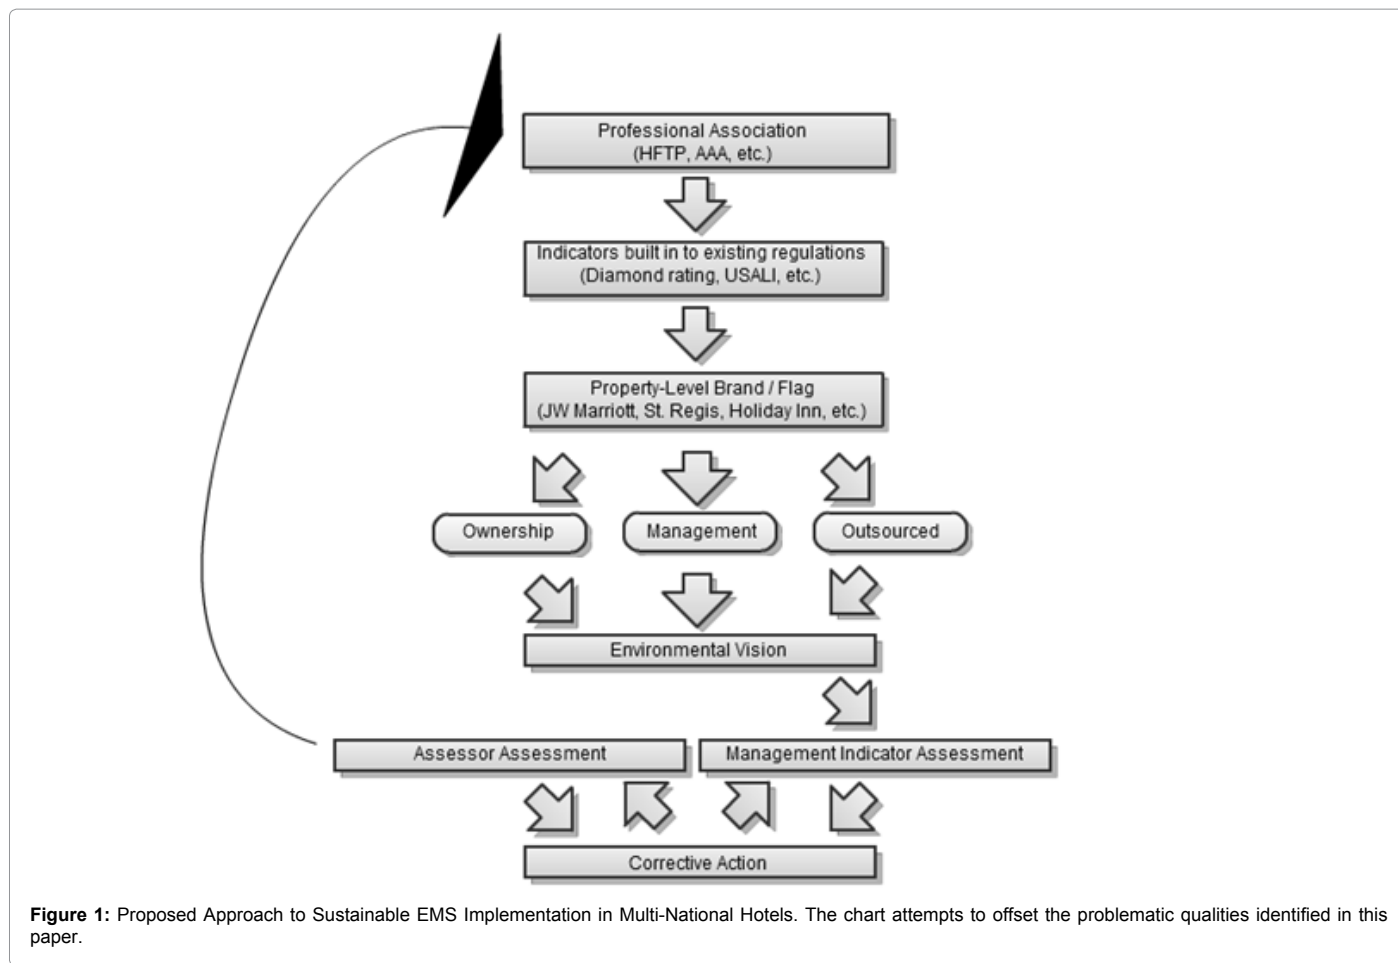 Professional Association
(HFTP, AAA, etc.)
Indicators built in to existing regulations
(Diamond rating, USALI, etc.)
Property-Level Brand / Flag
(JW Marriott, St. Regis, Holiday Inn, etc.)
Ownership
Management
Outsourced
Environmental Vision
Assessor Assessment
Management Indicator Assessment
Corrective Action
Figure 1: Proposed Approach to Sustainable EMS Implementation in Multi-National Hotels. The chart attempts to offset the problematic qualities identified in this
paper.